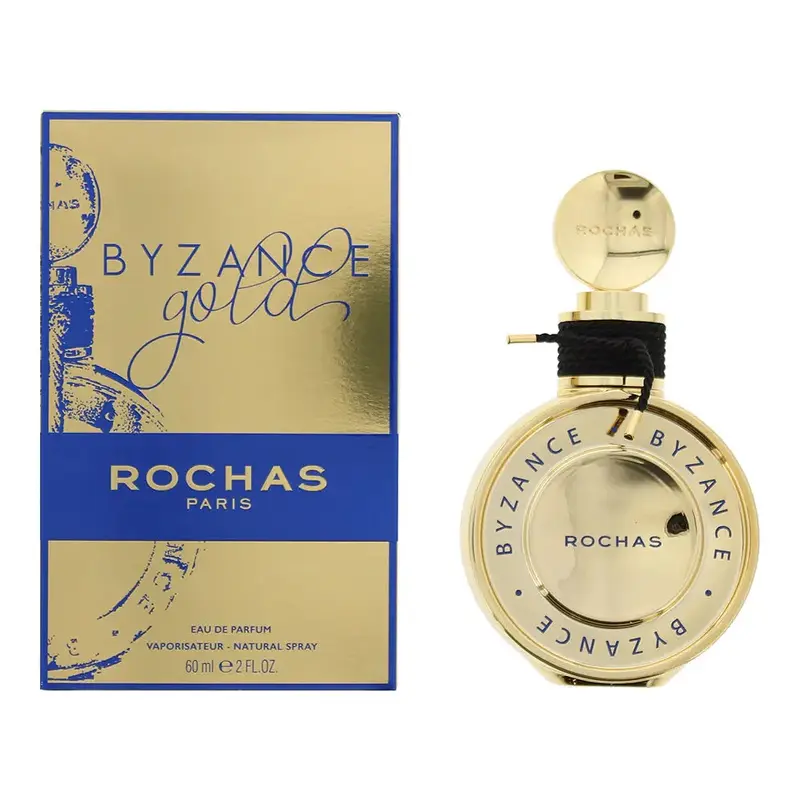 BYZANCE
gold
ROCHAS
PARIS
EAU DE PARFUM
VAPORISATEUR - NATURAL SPRAY
60 ml e 2 FL.OZ.
ROCHAS
BYZANCE • BYZANCE • BYZANCE
ROCHAS